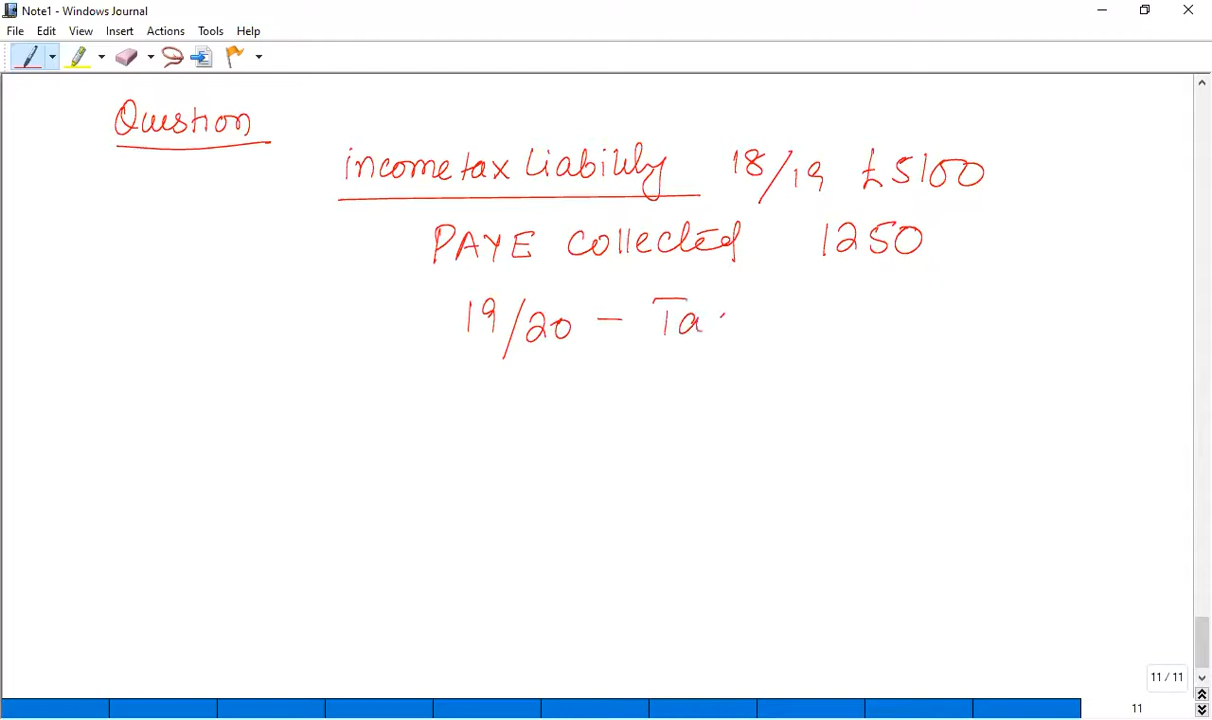 Note1 - Windows Journal
File Edit View Insert Actions Tools Help
Question
income tax Liability 18/19 £5100
PAYE collected 1250
19/20 - Ta
11 / 11
11